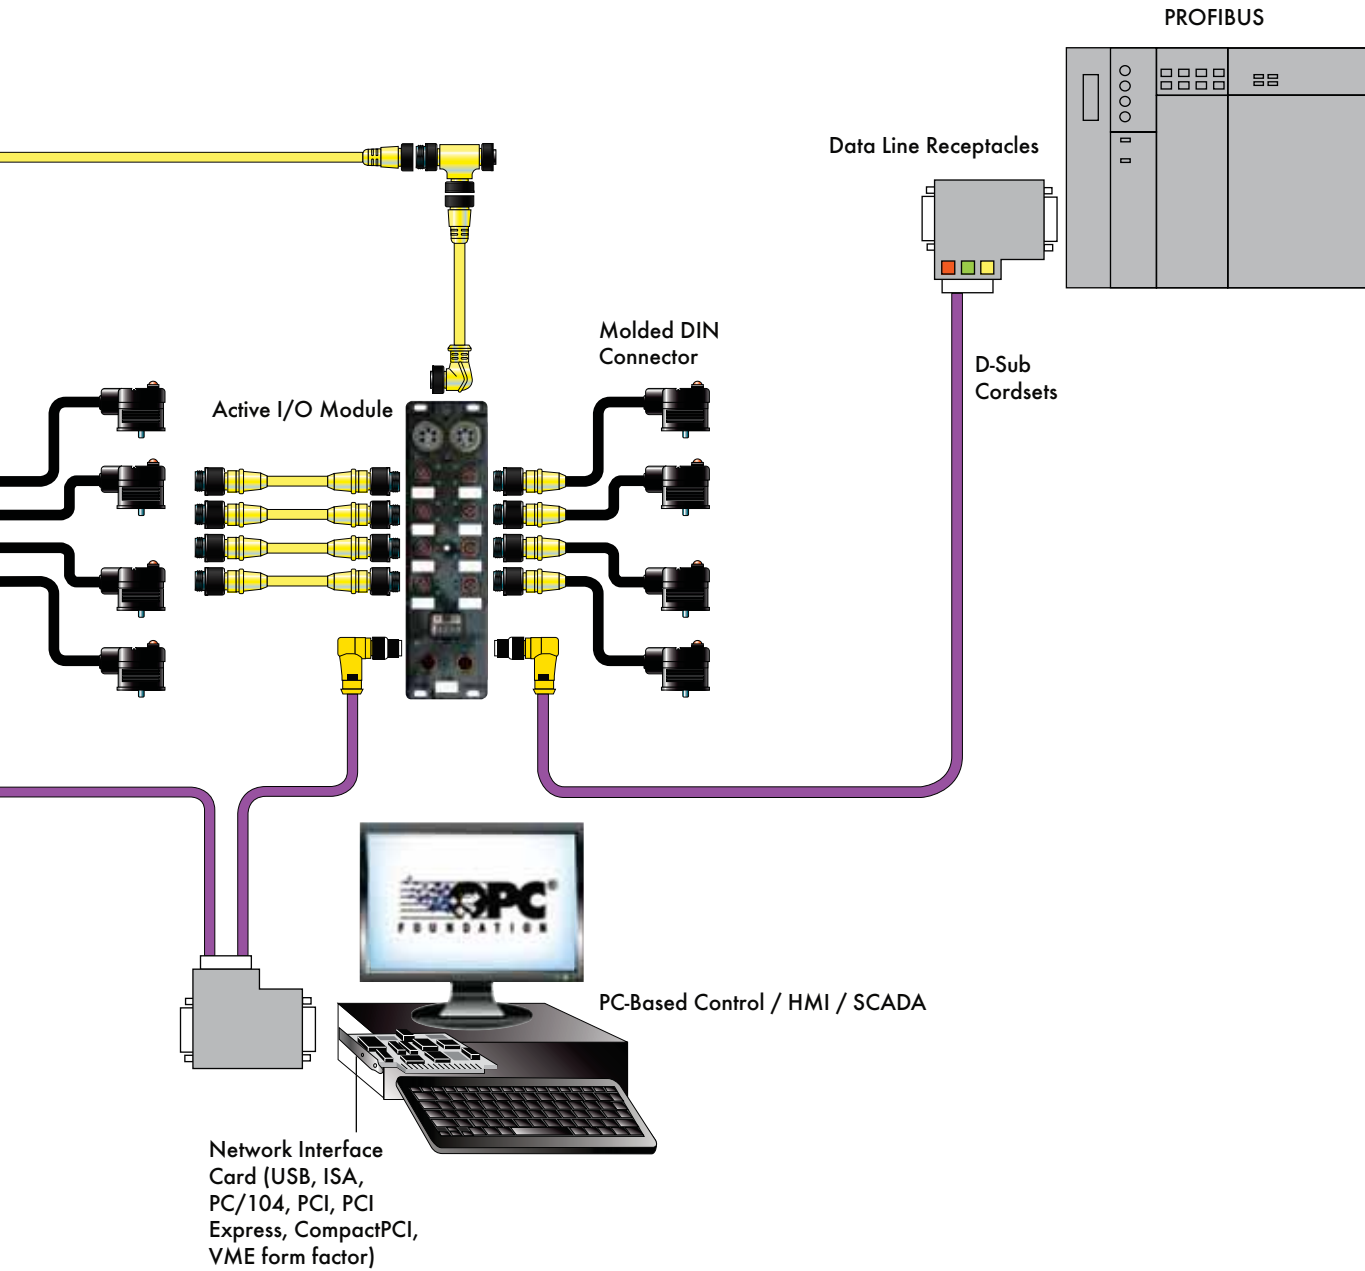 PROFIBUS
Data Line Receptacles
Molded DIN
Connector
D-Sub
Cordsets
Active I/O Module
OPC®
FOUNDATION
PC-Based Control / HMI / SCADA
Network Interface
Card (USB, ISA,
PC/104, PCI, PCI
Express, CompactPCI,
VME form factor)